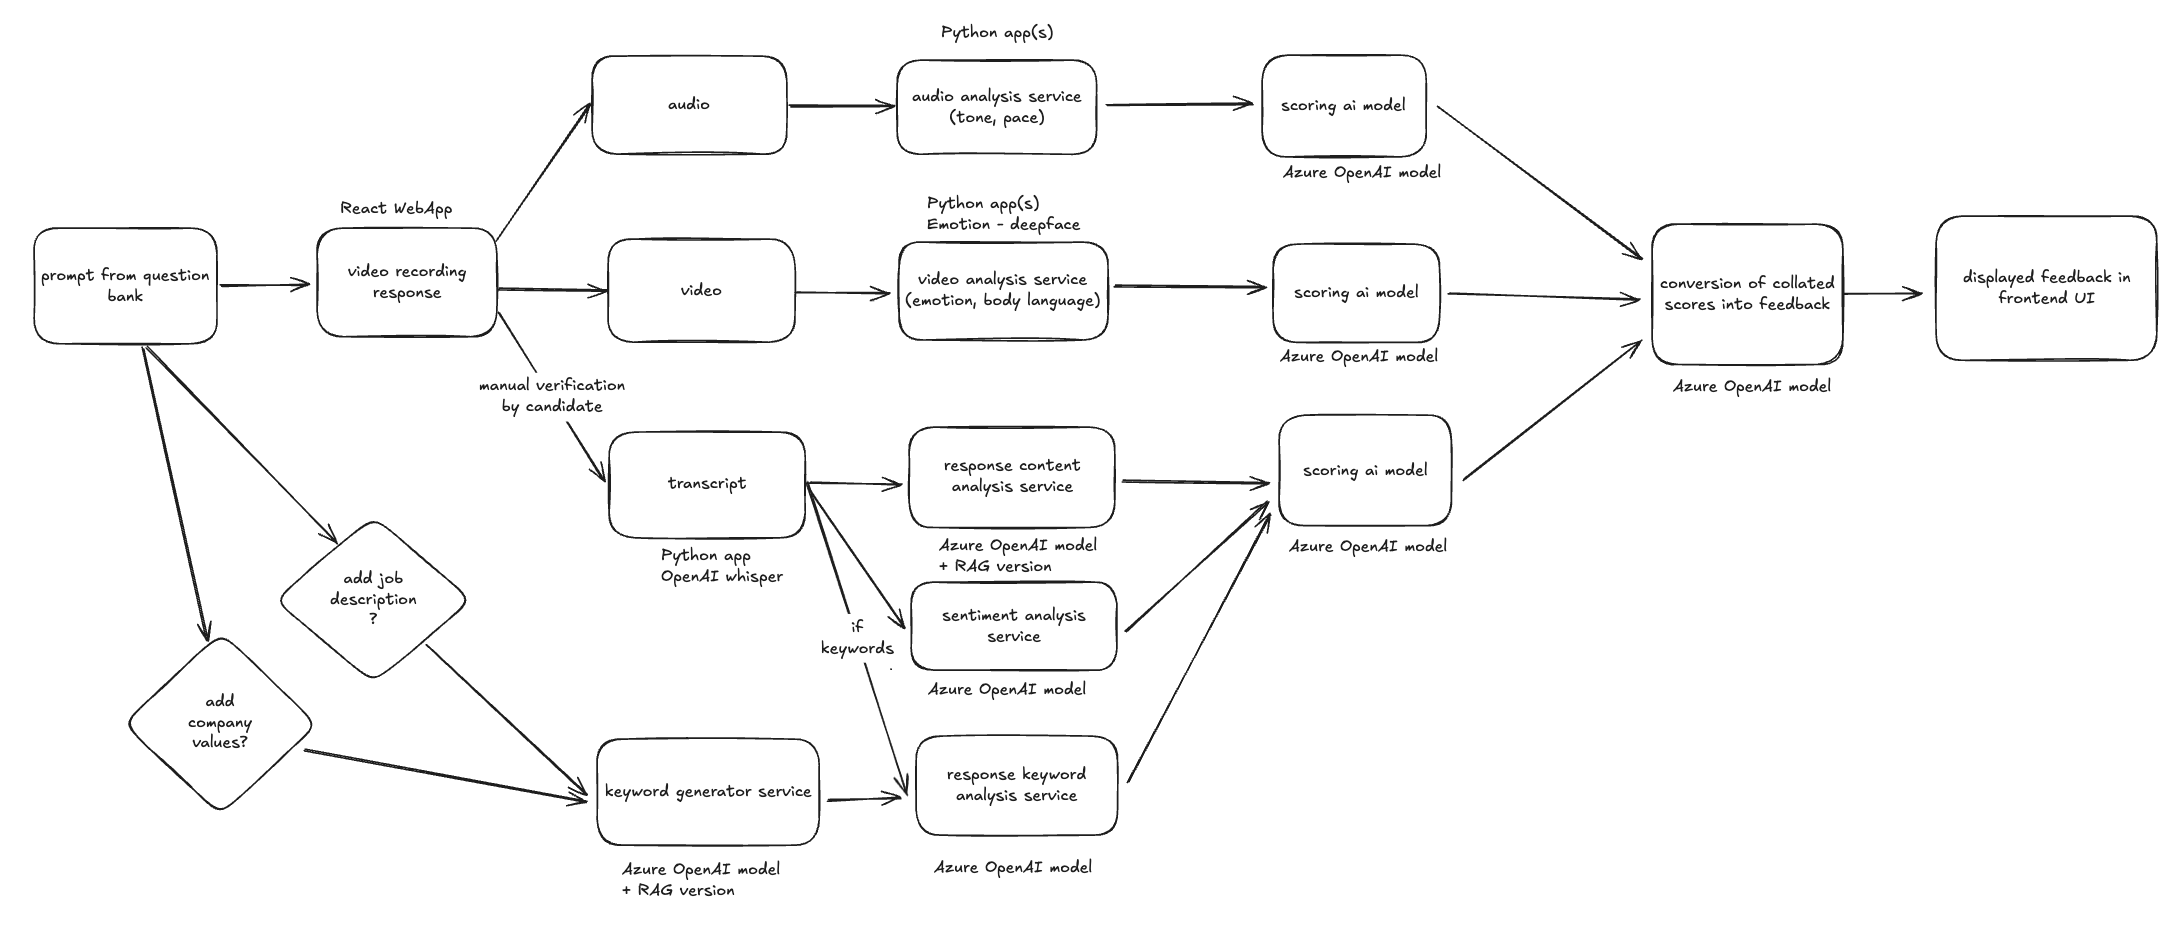 Python app(s)
audio
audio analysis service
(tone, pace)
scoring ai model
Azure OpenAI model
React WebApp
Python app(s)
Emotion - deepface
prompt from question
bank
video recording
response
video
video analysis service
(emotion, body language)
scoring ai model
Azure OpenAI model
conversion of collated
scores into feedback
Azure OpenAI model
displayed feedback in
frontend UI
manual verification
by candidate
transcript
Python app
OpenAI whisper
response content
analysis service
Azure OpenAI model
+ RAG version
scoring ai model
Azure OpenAI model
add job
description
?
if
keywords
sentiment analysis
service
Azure OpenAI model
add
company
values?
keyword generator service
Azure OpenAI model
+ RAG version
response keyword
analysis service
Azure OpenAI model